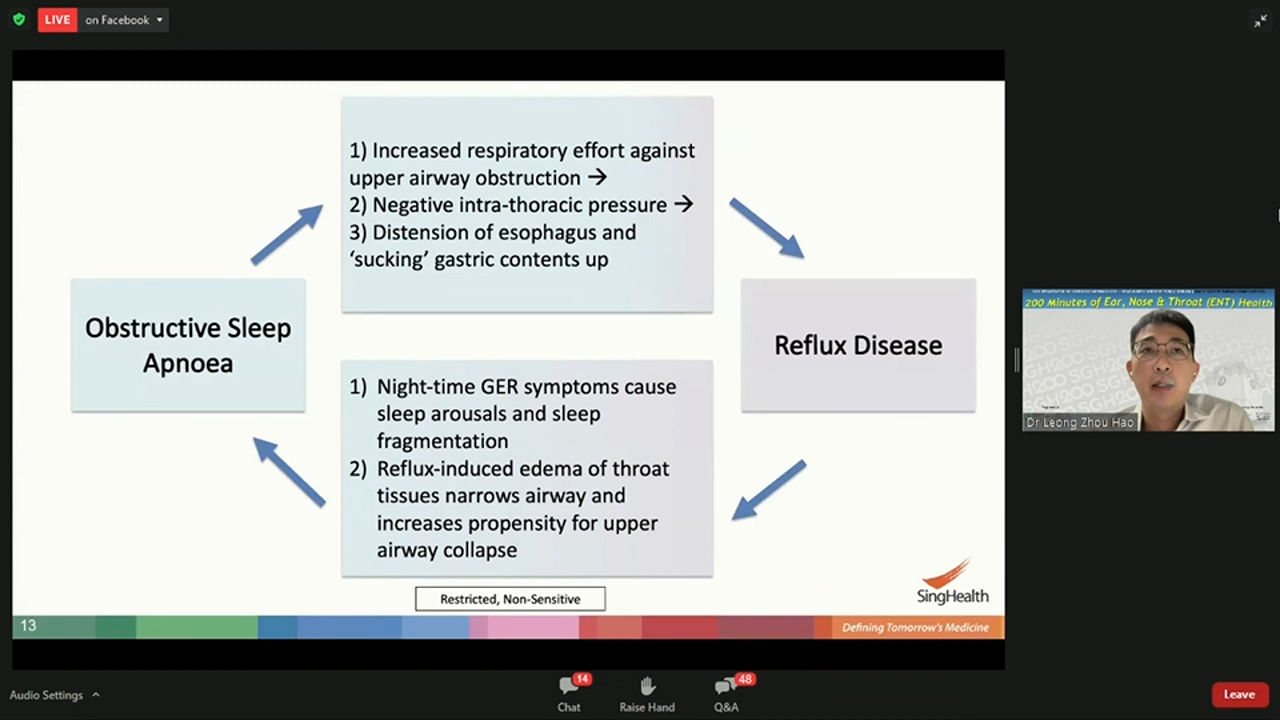 LIVE on Facebook
1) Increased respiratory effort against
upper airway obstruction →
2) Negative intra-thoracic pressure →
3) Distension of esophagus and
‘sucking’ gastric contents up
Obstructive Sleep
Apnoea
Reflux Disease
1) Night-time GER symptoms cause
sleep arousals and sleep
fragmentation
2) Reflux-induced edema of throat
tissues narrows airway and
increases propensity for upper
airway collapse
Restricted, Non-Sensitive
SingHealth
13
Defining Tomorrow's Medicine
200 Minutes of Ear, Nose & Throat (ENT) Health
Dr Leong Zhou Hao
Audio Settings
14
Chat
Raise Hand
48
Q&A
Leave